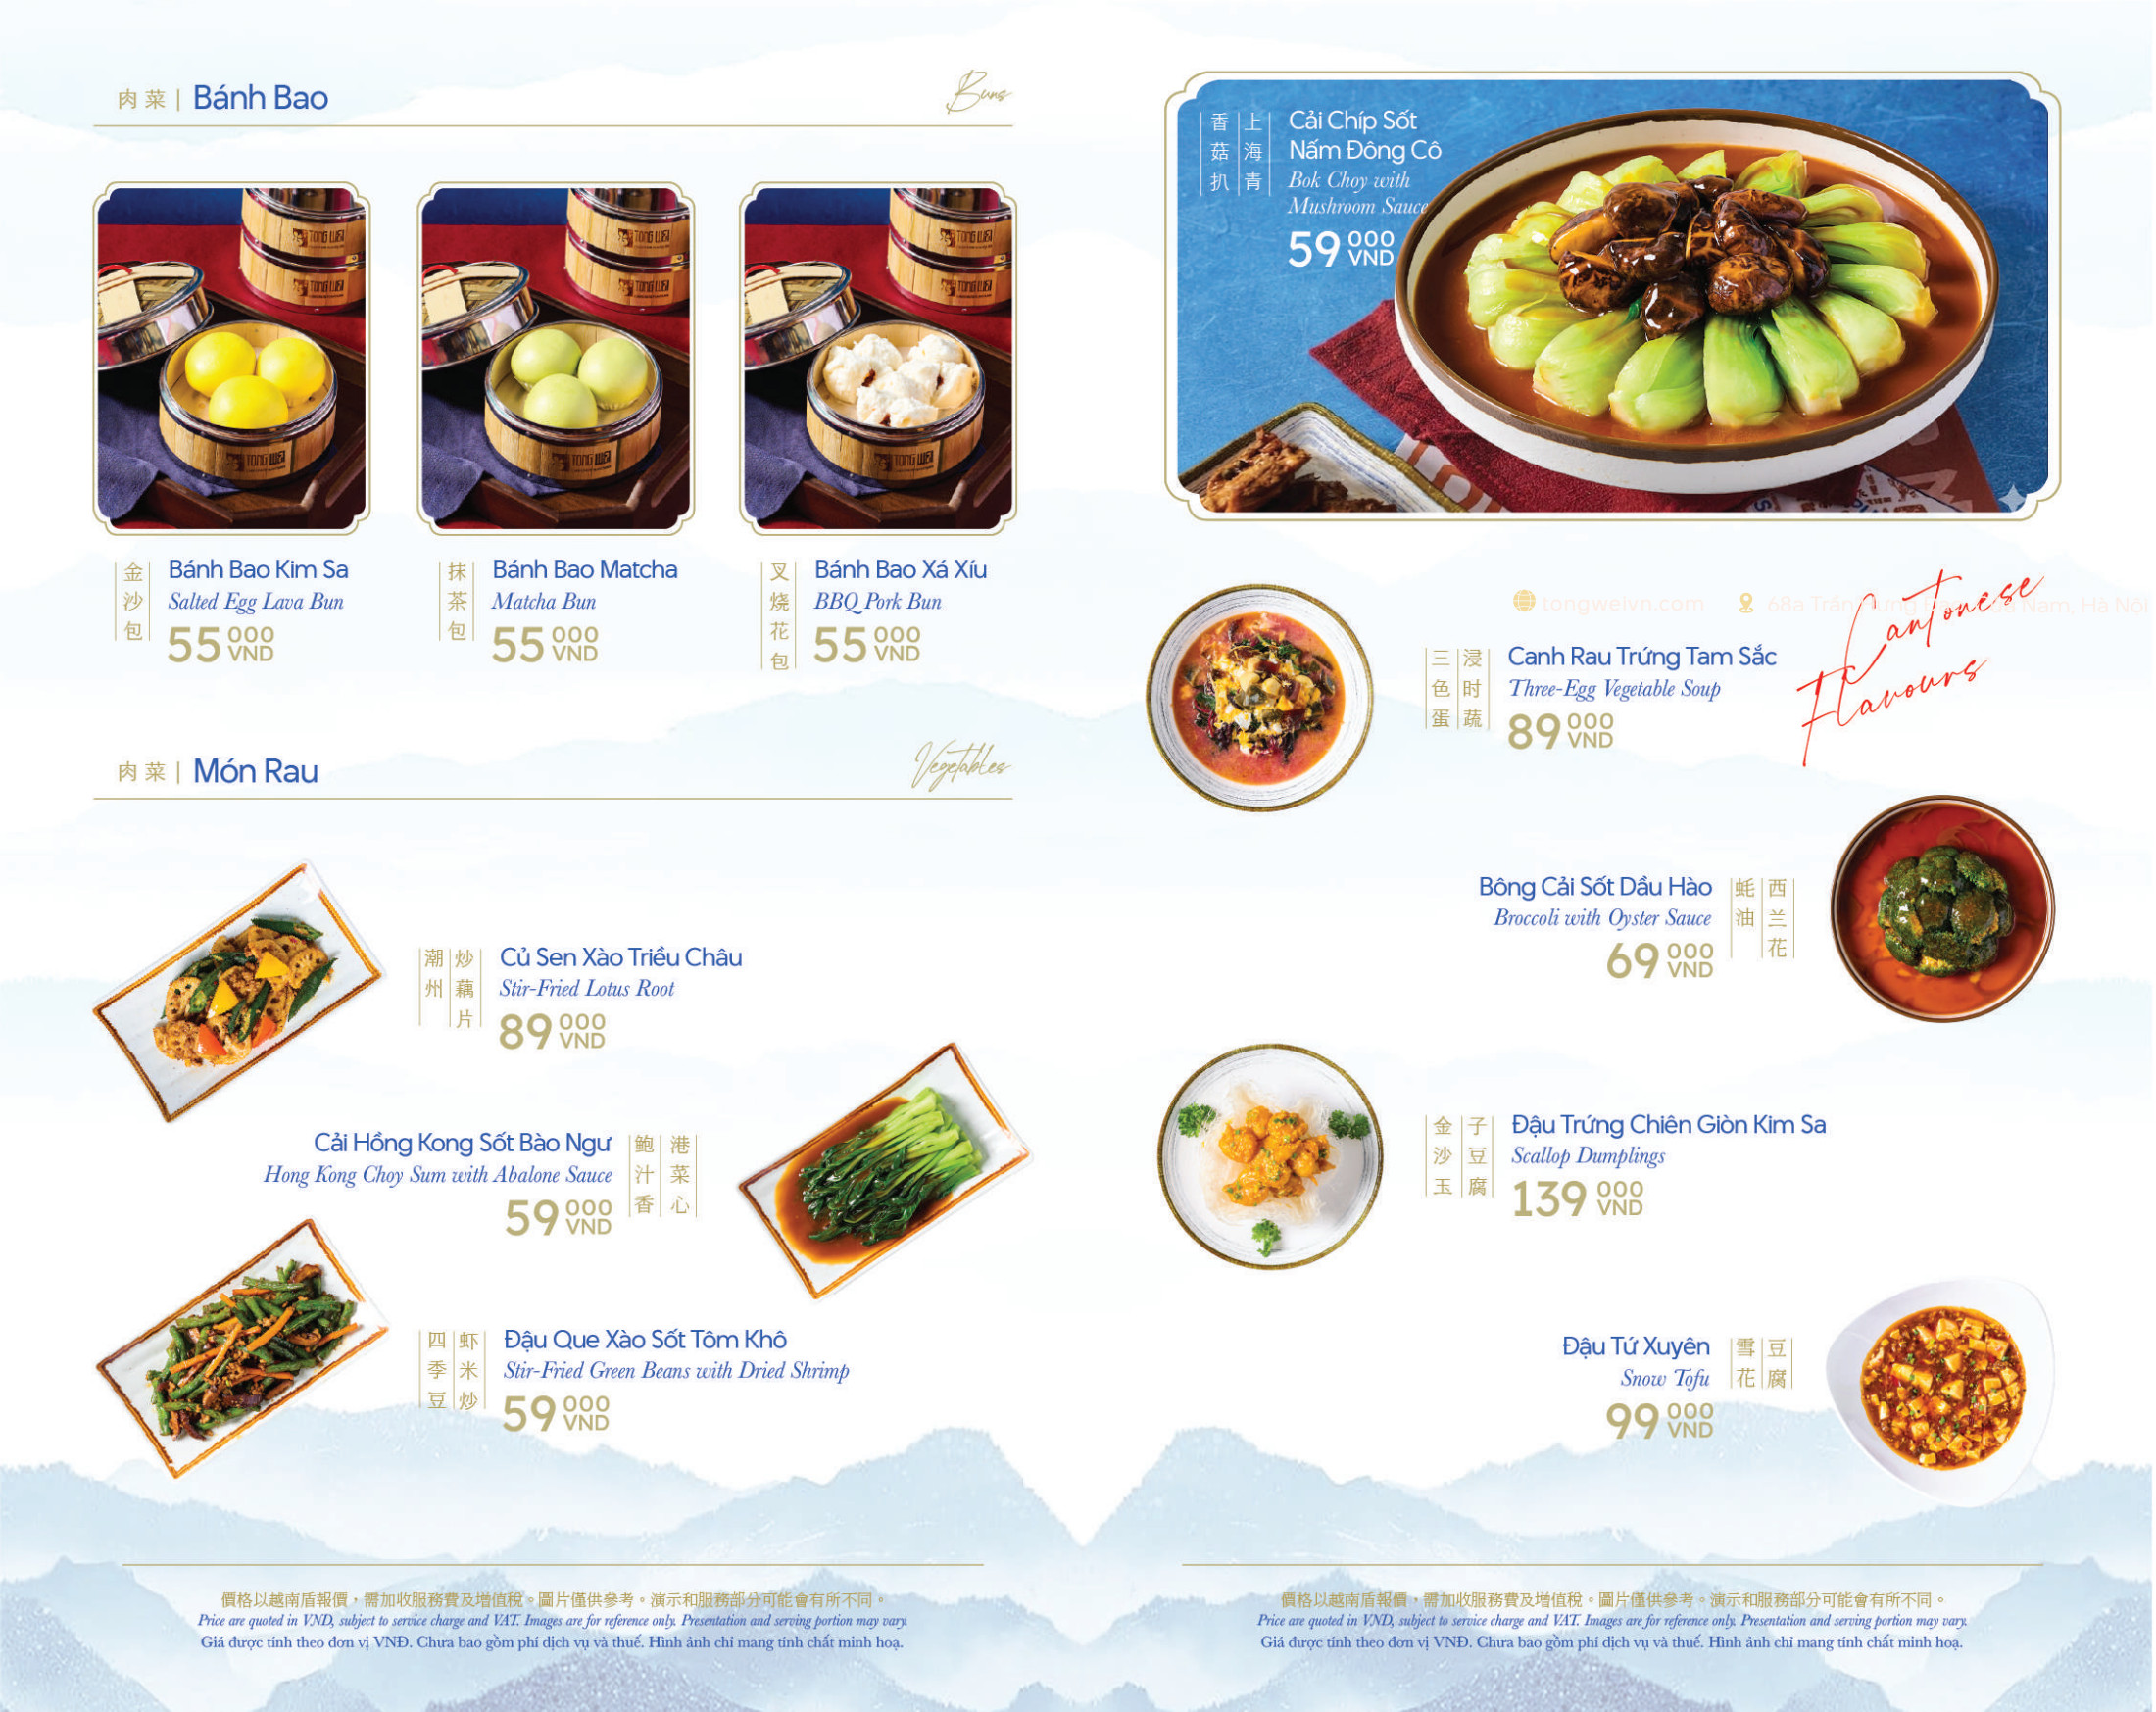 肉菜 | Bánh Bao
Buns
金沙包
Bánh Bao Kim Sa
Salted Egg Lava Bun
55 000 VND
抹茶包
Bánh Bao Matcha
Matcha Bun
55 000 VND
叉烧花包
Bánh Bao Xá Xíu
BBQ Pork Bun
55 000 VND
TONG WEI
TONG WEI
TONG WEI
肉菜 | Món Rau
Vegetables
潮州
炒藕片
Củ Sen Xào Triều Châu
Stir-Fried Lotus Root
89 000 VND
Cải Hồng Kong Sốt Bào Ngư
Hong Kong Choy Sum with Abalone Sauce
59 000 VND
鲍汁香
港菜心
四季豆
虾米炒
Đậu Que Xào Sốt Tôm Khô
Stir-Fried Green Beans with Dried Shrimp
59 000 VND
價格以越南盾報價，需加收服務費及增值稅。圖片僅供參考。演示和服務部分可能會有所不同。
Price are quoted in VND, subject to service charge and VAT. Images are for reference only. Presentation and serving portion may vary.
Giá được tính theo đơn vị VNĐ. Chưa bao gồm phí dịch vụ và thuế. Hình ảnh chỉ mang tính chất minh hoạ.
香菇扒
上海青
Cải Chíp Sốt
Nấm Đông Cô
Bok Choy with
Mushroom Sauce
59 000 VND
tongweivn.com
68a Trần Hưng Nam, Hà Nội
Cantonese
Flavours
三色蛋
浸时蔬
Canh Rau Trứng Tam Sắc
Three-Egg Vegetable Soup
89 000 VND
Bông Cải Sốt Dầu Hào
Broccoli with Oyster Sauce
69 000 VND
蚝油
西兰花
金沙玉
子豆腐
Đậu Trứng Chiên Giòn Kim Sa
Scallop Dumplings
139 000 VND
Đậu Tứ Xuyên
Snow Tofu
99 000 VND
雪花
豆腐
價格以越南盾報價，需加收服務費及增值稅。圖片僅供參考。演示和服務部分可能會有所不同。
Price are quoted in VND, subject to service charge and VAT. Images are for reference only. Presentation and serving portion may vary.
Giá được tính theo đơn vị VNĐ. Chưa bao gồm phí dịch vụ và thuế. Hình ảnh chỉ mang tính chất minh hoạ.